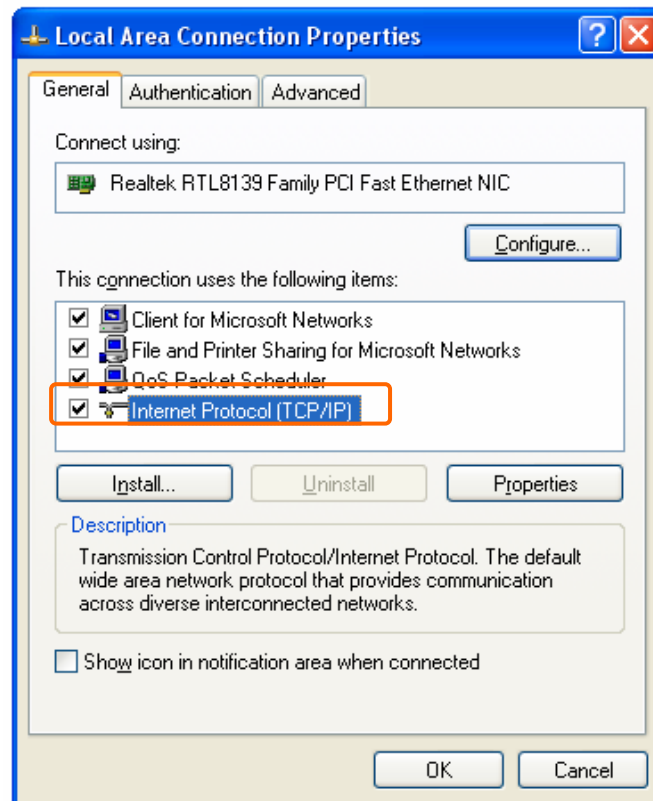 Local Area Connection Properties
General Authentication Advanced
Connect using:
Realtek RTL8139 Family PCI Fast Ethernet NIC
Configure...
This connection uses the following items:
Client for Microsoft Networks
File and Printer Sharing for Microsoft Networks
QoS Packet Scheduler
Internet Protocol (TCP/IP)
Install... Uninstall Properties
Description
Transmission Control Protocol/Internet Protocol. The default
wide area network protocol that provides communication
across diverse interconnected networks.
Show icon in notification area when connected
OK Cancel